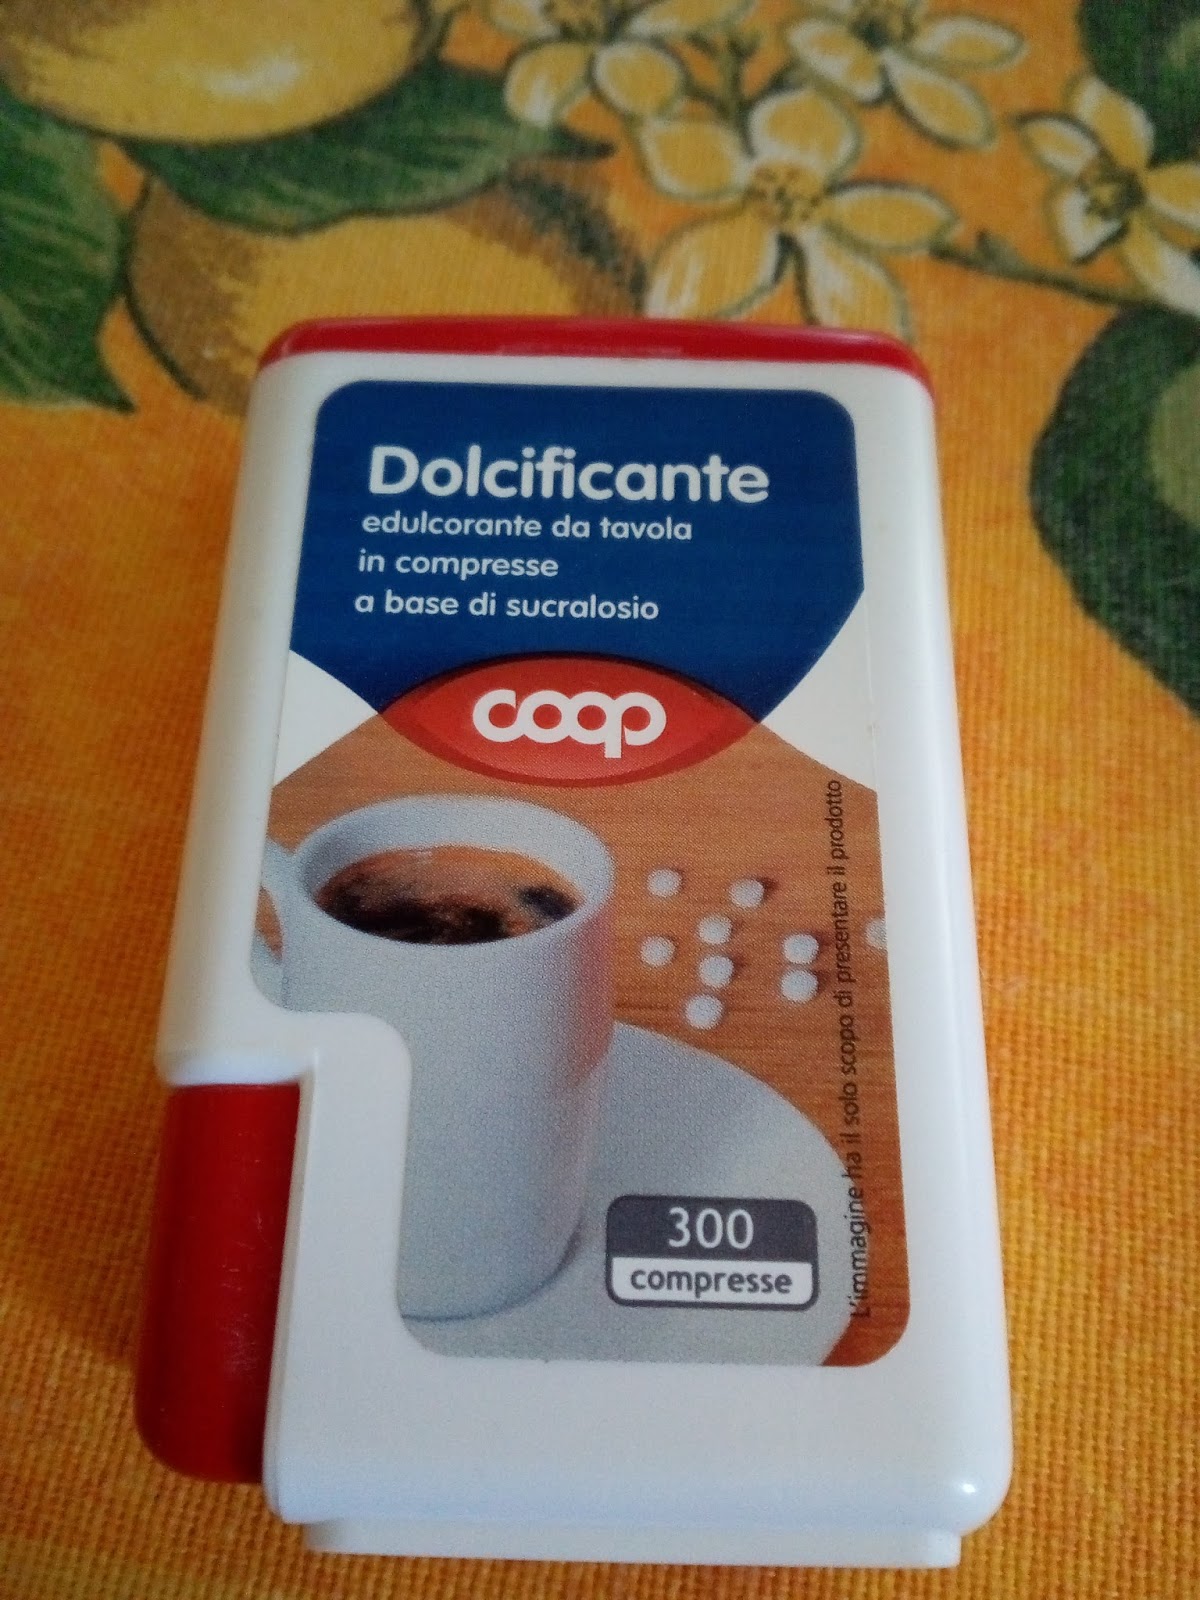 Dolcificante
edulcorante da tavola
in compresse
a base di sucralosio
coop
L'immagine ha il solo scopo di presentare il prodotto
300
compresse